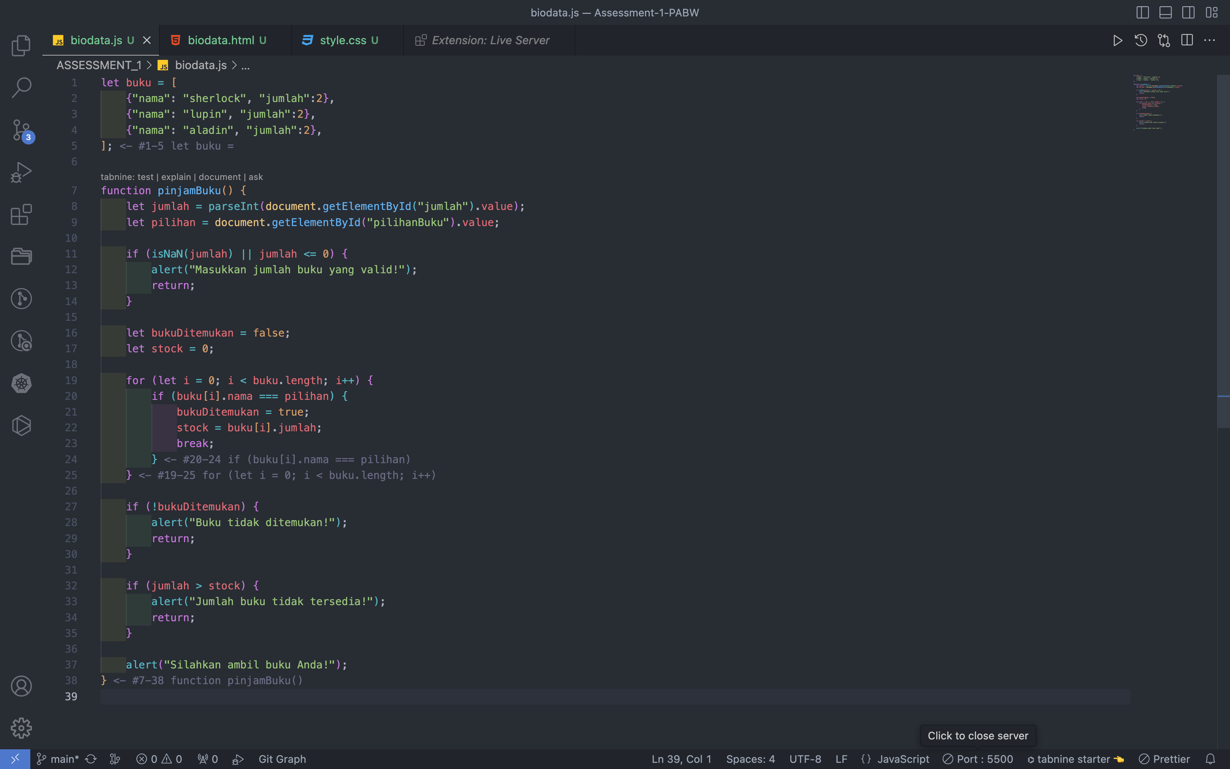 biodata.js — Assessment-1-PABW
JS biodata.js U
biodata.html U
style.css U
Extension: Live Server
ASSESSMENT_1 > JS biodata.js > ...
1 let buku = [
2 {"nama": "sherlock", "jumlah":2},
3 {"nama": "lupin", "jumlah":2},
4 {"nama": "aladin", "jumlah":2},
5 ]; <- #1-5 let buku =
6
tabnine: test | explain | document | ask
7 function pinjamBuku() {
8 let jumlah = parseInt(document.getElementById("jumlah").value);
9 let pilihan = document.getElementById("pilihanBuku").value;
10
11 if (isNaN(jumlah) || jumlah <= 0) {
12 alert("Masukkan jumlah buku yang valid!");
13 return;
14 }
15
16 let bukuDitemukan = false;
17 let stock = 0;
18
19 for (let i = 0; i < buku.length; i++) {
20 if (buku[i].nama === pilihan) {
21 bukuDitemukan = true;
22 stock = buku[i].jumlah;
23 break;
24 } <- #20-24 if (buku[i].nama === pilihan)
25 } <- #19-25 for (let i = 0; i < buku.length; i++)
26
27 if (!bukuDitemukan) {
28 alert("Buku tidak ditemukan!");
29 return;
30 }
31
32 if (jumlah > stock) {
33 alert("Jumlah buku tidak tersedia!");
34 return;
35 }
36
37 alert("Silahkan ambil buku Anda!");
38 } <- #7-38 function pinjamBuku()
39
3
Click to close server
main* 0 0 0 Git Graph Ln 39, Col 1 Spaces: 4 UTF-8 LF {} JavaScript Port : 5500 tabnine starter Prettier